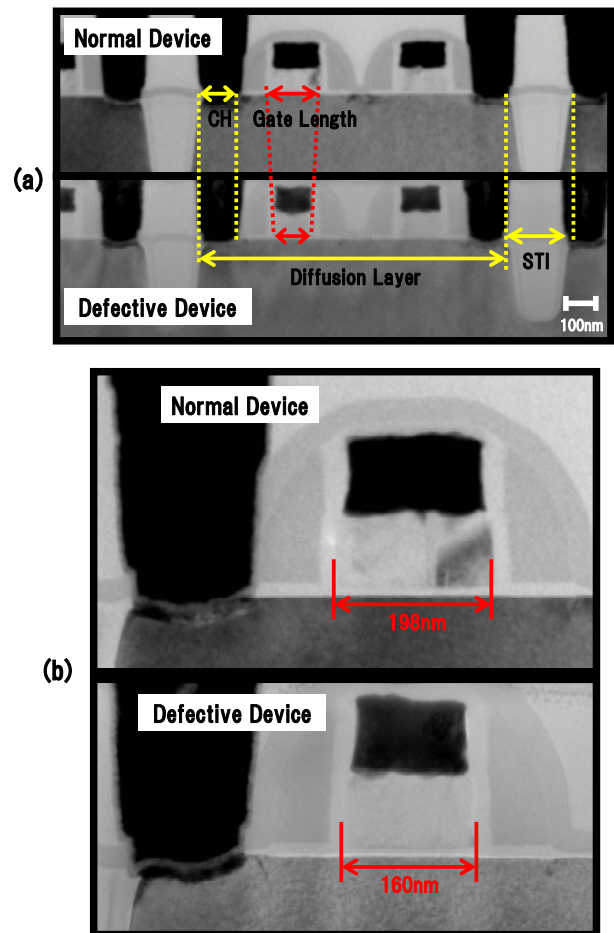 Normal Device
CH
Gate Length
(a)
Diffusion Layer
STI
Defective Device
100nm
Normal Device
198nm
(b)
Defective Device
160nm